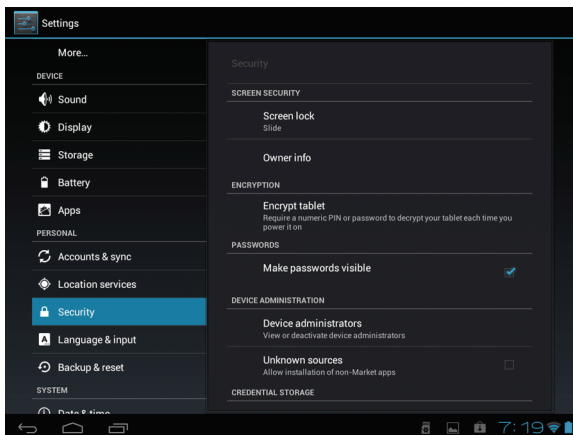 Settings
More...
DEVICE
Sound
Display
Storage
Battery
Apps
PERSONAL
Accounts & sync
Location services
Security
Language & input
Backup & reset
SYSTEM
Date & time
Security
SCREEN SECURITY
Screen lock
Slide
Owner info
ENCRYPTION
Encrypt tablet
Require a numeric PIN or password to decrypt your tablet each time you
power it on
PASSWORDS
Make passwords visible
DEVICE ADMINISTRATION
Device administrators
View or deactivate device administrators
Unknown sources
Allow installation of non-Market apps
CREDENTIAL STORAGE
7:19